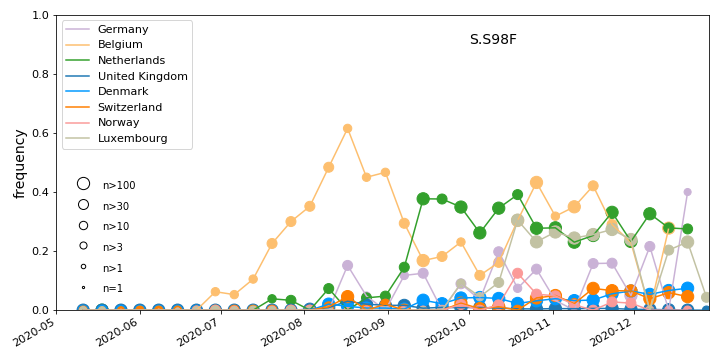 S.S98F
Germany
Belgium
Netherlands
United Kingdom
Denmark
Switzerland
Norway
Luxembourg
n>100
n>30
n>10
n>3
n>1
n=1
frequency
1.0
0.8
0.6
0.4
0.2
0.0
2020-05
2020-06
2020-07
2020-08
2020-09
2020-10
2020-11
2020-12